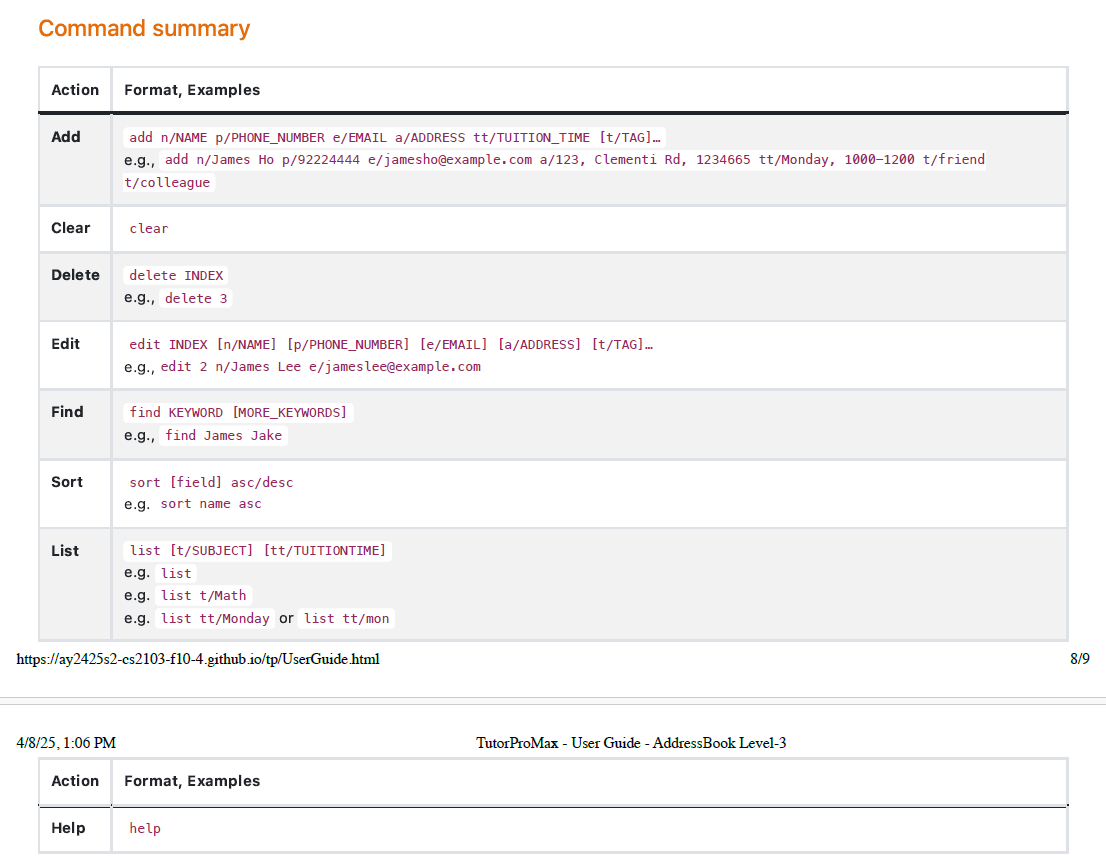 Command summary
Action Format, Examples
Add add n/NAME p/PHONE_NUMBER e/EMAIL a/ADDRESS tt/TUITION_TIME [t/TAG]…
e.g., add n/James Ho p/92224444 e/jamesho@example.com a/123, Clementi Rd, 1234665 tt/Monday, 1000-1200 t/friend
t/colleague
Clear clear
Delete delete INDEX
e.g., delete 3
Edit edit INDEX [n/NAME] [p/PHONE_NUMBER] [e/EMAIL] [a/ADDRESS] [t/TAG]…
e.g., edit 2 n/James Lee e/jameslee@example.com
Find find KEYWORD [MORE_KEYWORDS]
e.g., find James Jake
Sort sort [field] asc/desc
e.g. sort name asc
List list [t/SUBJECT] [tt/TUITIONTIME]
e.g. list
e.g. list t/Math
e.g. list tt/Monday or list tt/mon
https://ay2425s2-cs2103-f10-4.github.io/tp/UserGuide.html 8/9
4/8/25, 1:06 PM TutorProMax - User Guide - AddressBook Level-3
Action Format, Examples
Help help